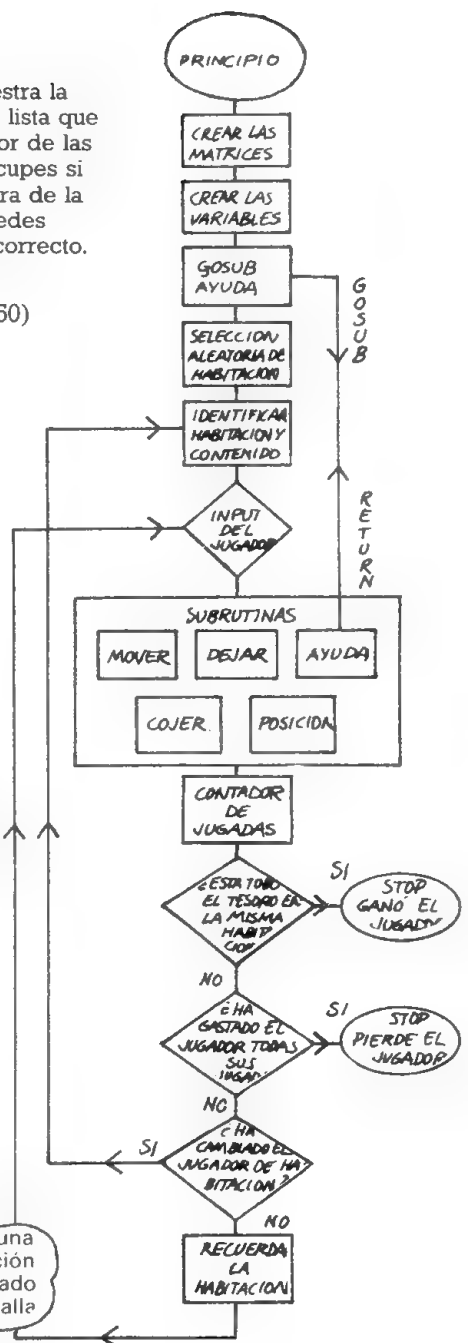 estra la
lista que
or de las
cupes si
ra de la
edes
correcto.
50)
PRINCIPIO
CREAR LAS
MATRICES
CREAR LAS
VARIABLES
GOSUB
AYUDA
GOSUB
SELECCION
ALEATORIA DE
HABITACION
IDENTIFICAR
HABITACION Y
CONTENIDO
INPUT
DEL
JUGADOR
RETURN
SUBRUTINAS
MOVER
DEJAR
AYUDA
COJER
POSICION
CONTADOR
DE
JUGADAS
¿ESTA TODO
EL TESORO EN
LA MISMA
HABIT
CION
SI
STOP
GANÓ EL
JUGADOR
NO
¿HA
GASTADO EL
JUGADOR TODAS
SUS
JUGAD
SI
STOP
PIERDE EL
JUGADOR
NO
¿HA
CAMBIADO EL
JUGADOR DE HA-
BITACION?
SI
NO
RECUERDA
LA
HABITACION
una
ción
ado
alla